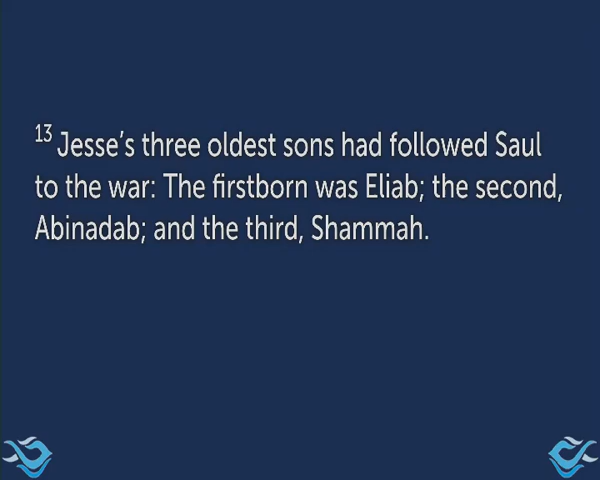 13 Jesse’s three oldest sons had followed Saul
to the war: The firstborn was Eliab; the second,
Abinadab; and the third, Shammah.